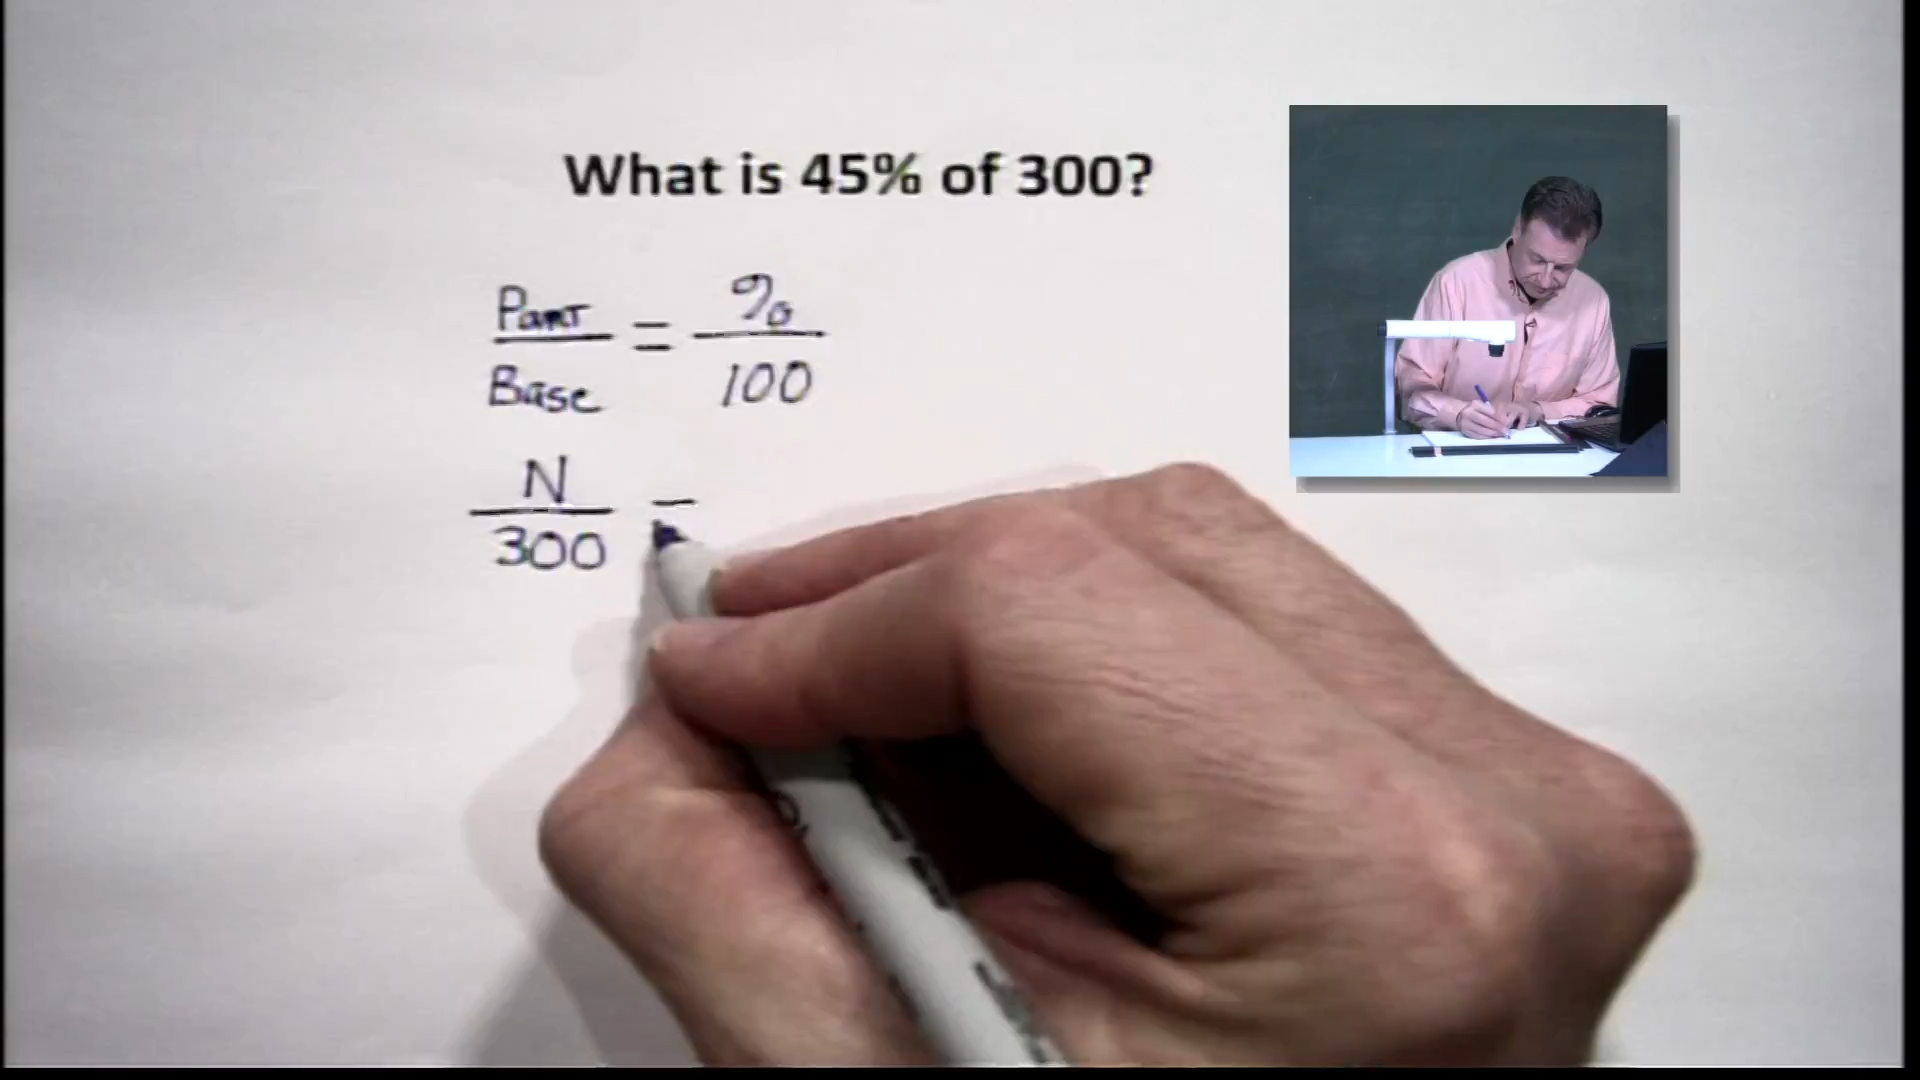 What is 45% of 300?
Part = %
Base 100
N =
300